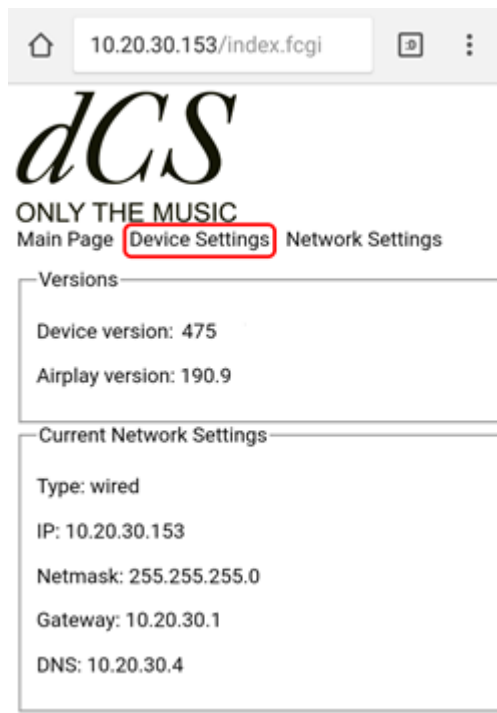 10.20.30.153/index.fcgi
:D
dCS
ONLY THE MUSIC
Main Page Device Settings Network Settings
Versions
Device version: 475
Airplay version: 190.9
Current Network Settings
Type: wired
IP: 10.20.30.153
Netmask: 255.255.255.0
Gateway: 10.20.30.1
DNS: 10.20.30.4